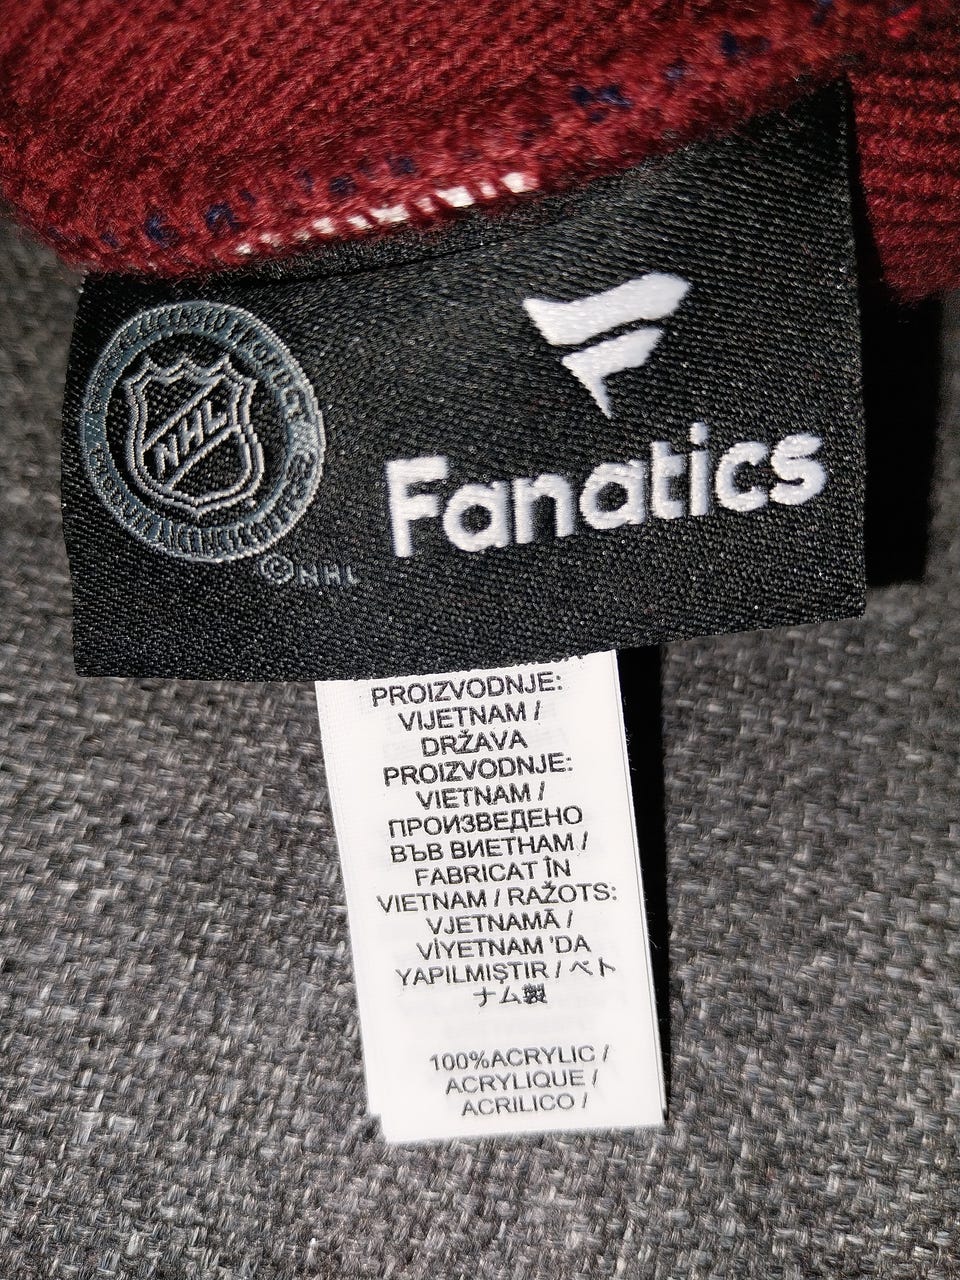 NHL
Fanatics
©NHL
PROIZVODNJE:
VIJETNAM /
DRŽAVA
PROIZVODNJE:
VIETNAM /
ПРОИЗВЕДЕНО
ВЪВ ВИЕТНАМ /
FABRICAT ÎN
VIETNAM / RAŽOTS:
VJETNAMĀ /
VİYETNAM 'DA
YAPILMIŞTIR / ベト
ナム製
100%ACRYLIC /
ACRYLIQUE /
ACRILICO /